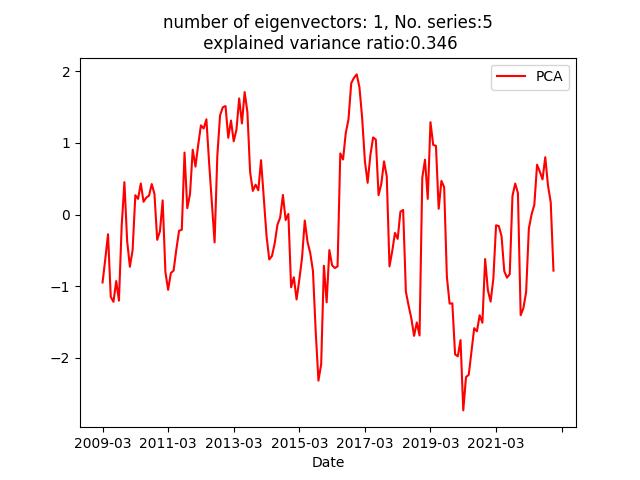 number of eigenvectors: 1, No. series:5
explained variance ratio:0.346
PCA
2
1
0
−1
−2
2009-03 2011-03 2013-03 2015-03 2017-03 2019-03 2021-03
Date